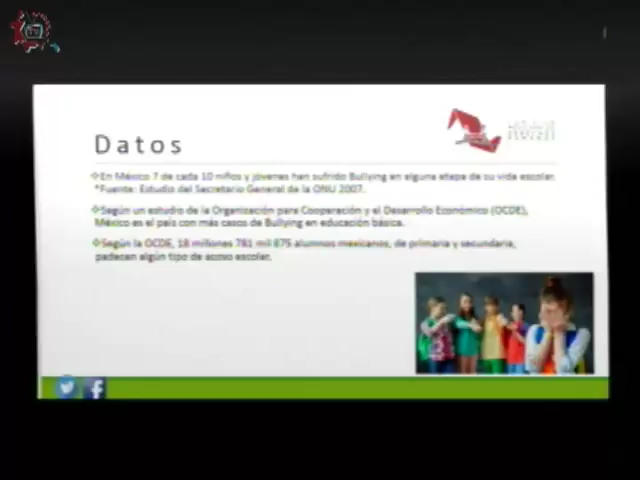 Datos
En México 7 de cada 10 niños y jóvenes han sufrido Bullying en alguna etapa de su vida escolar.
*Fuente: Estudio del Secretario General de la ONU 2007.
Según un estudio de la Organización para Cooperación y el Desarrollo Económico (OCDE),
México es el país con más casos de Bullying en educación básica.
Según la OCDE, 18 millones 781 mil 875 alumnos mexicanos, de primaria y secundaria,
padecen algún tipo de acoso escolar.